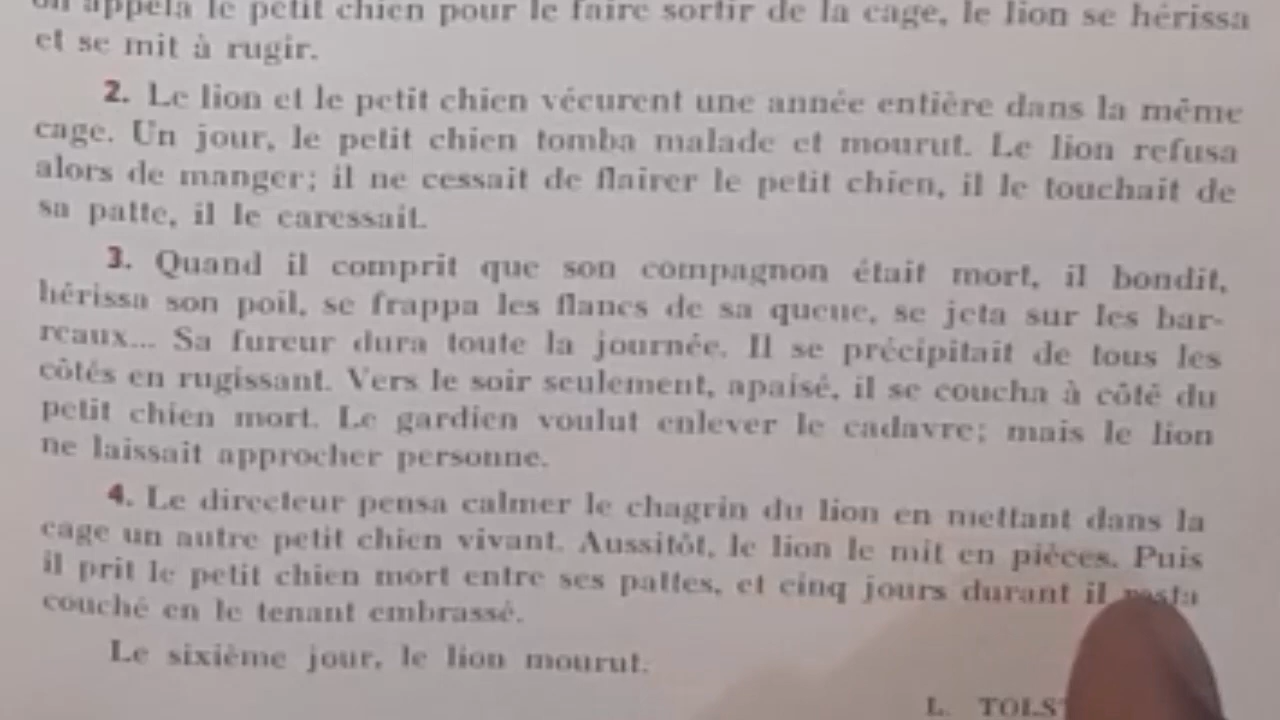 on appela le petit chien pour le faire sortir de la cage, le lion se hérissa
et se mit à rugir.
2. Le lion et le petit chien vécurent une année entière dans la même
cage. Un jour, le petit chien tomba malade et mourut. Le lion refusa
alors de manger; il ne cessait de flairer le petit chien, il le touchait de
sa patte, il le caressait.
3. Quand il comprit que son compagnon était mort, il bondit,
hérissa son poil, se frappa les flancs de sa queue, se jeta sur les bar-
reaux... Sa fureur dura toute la journée. Il se précipitait de tous les
côtés en rugissant. Vers le soir seulement, apaisé, il se coucha à côté du
petit chien mort. Le gardien voulut enlever le cadavre; mais le lion
ne laissait approcher personne.
4. Le directeur pensa calmer le chagrin du lion en mettant dans la
cage un autre petit chien vivant. Aussitôt, le lion le mit en pièces. Puis
il prit le petit chien mort entre ses pattes, et cinq jours durant il resta
couché en le tenant embrassé.
Le sixième jour, le lion mourut.
L. TOLST